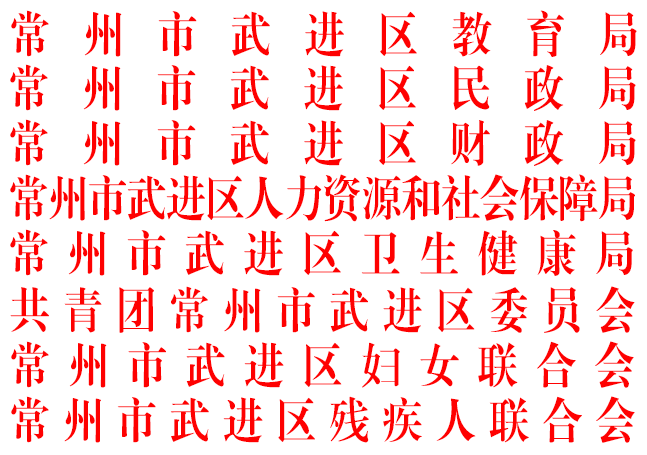 常州市武进区教育局
常州市武进区民政局
常州市武进区财政局
常州市武进区人力资源和社会保障局
常州市武进区卫生健康局
共青团常州市武进区委员会
常州市武进区妇女联合会
常州市武进区残疾人联合会